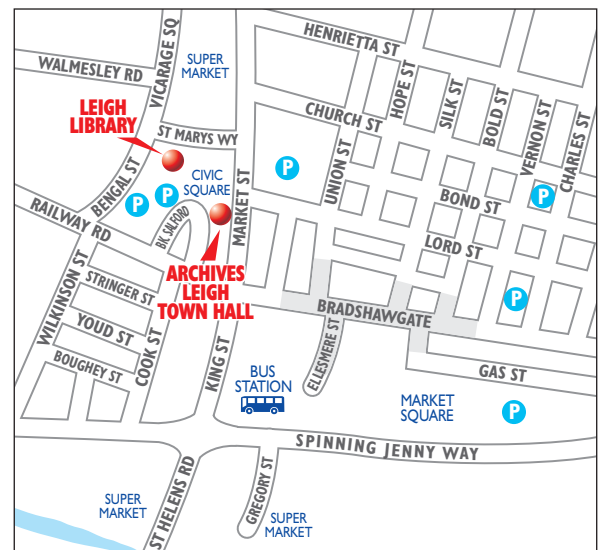 HENRIETTA ST
VICARAGE SQ
WALMESLEY RD
SUPER
MARKET
HOPE ST
SILK ST
BOLD ST
VERNON ST
CHARLES ST
LEIGH
LIBRARY
CHURCH ST
ST MARYS WY
UNION ST
CIVIC
SQUARE
P
P
P
P
BENGAL ST
MARKET ST
BOND ST
RAILWAY RD
BK SALFORD
LORD ST
ARCHIVES
LEIGH
TOWN HALL
WILKINSON ST
STRINGER ST
P
BRADSHAWGATE
YOUD ST
COOK ST
KING ST
ELLESMERE ST
BOUGHEY ST
BUS
STATION
GAS ST
MARKET
SQUARE
P
SPINNING JENNY WAY
ST HELENS RD
GREGORY ST
SUPER
MARKET
SUPER
MARKET